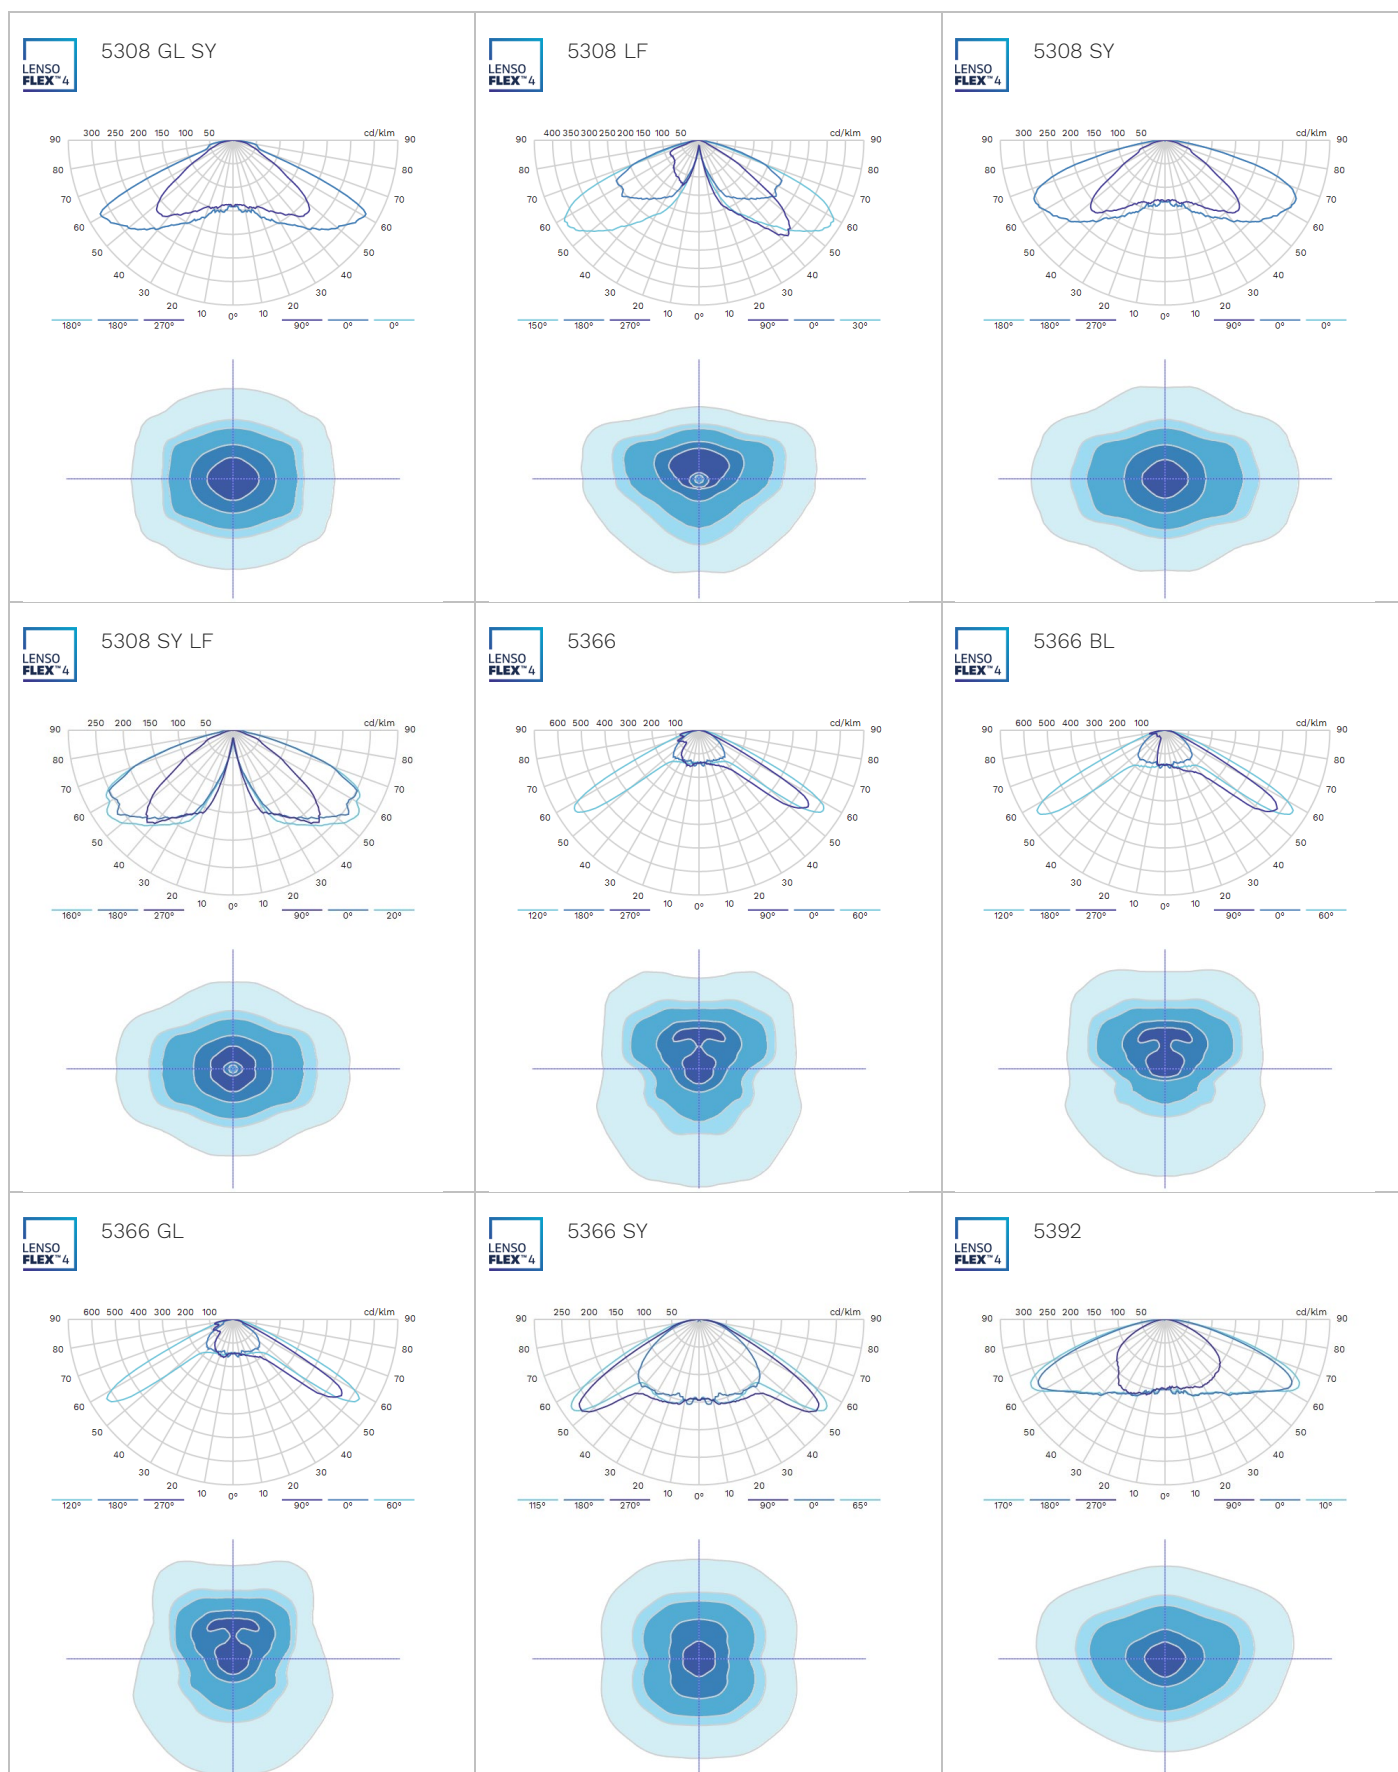 LENSO
FLEX™4
5308 GL SY
90 300 250 200 150 100 50 cd/klm 90
80 80
70 70
60 60
50 50
40 40
30 30
20 10 0° 10 20
180° 180° 270° 90° 0° 0°
LENSO
FLEX™4
5308 LF
90 400 350 300 250 200 150 100 50 cd/klm 90
80 80
70 70
60 60
50 50
40 40
30 30
20 10 0° 10 20
150° 180° 270° 90° 0° 30°
LENSO
FLEX™4
5308 SY
90 300 250 200 150 100 50 cd/klm 90
80 80
70 70
60 60
50 50
40 40
30 30
20 10 0° 10 20
180° 180° 270° 90° 0° 0°
LENSO
FLEX™4
5308 SY LF
90 250 200 150 100 50 cd/klm 90
80 80
70 70
60 60
50 50
40 40
30 30
20 10 0° 10 20
160° 180° 270° 90° 0° 20°
LENSO
FLEX™4
5366
90 600 500 400 300 200 100 cd/klm 90
80 80
70 70
60 60
50 50
40 40
30 30
20 10 0° 10 20
120° 180° 270° 90° 0° 60°
LENSO
FLEX™4
5366 BL
90 600 500 400 300 200 100 cd/klm 90
80 80
70 70
60 60
50 50
40 40
30 30
20 10 0° 10 20
120° 180° 270° 90° 0° 60°
LENSO
FLEX™4
5366 GL
90 600 500 400 300 200 100 cd/klm 90
80 80
70 70
60 60
50 50
40 40
30 30
20 10 0° 10 20
120° 180° 270° 90° 0° 60°
LENSO
FLEX™4
5366 SY
90 250 200 150 100 50 cd/klm 90
80 80
70 70
60 60
50 50
40 40
30 30
20 10 0° 10 20
115° 180° 270° 90° 0° 65°
LENSO
FLEX™4
5392
90 300 250 200 150 100 50 cd/klm 90
80 80
70 70
60 60
50 50
40 40
30 30
20 10 0° 10 20
170° 180° 270° 90° 0° 10°